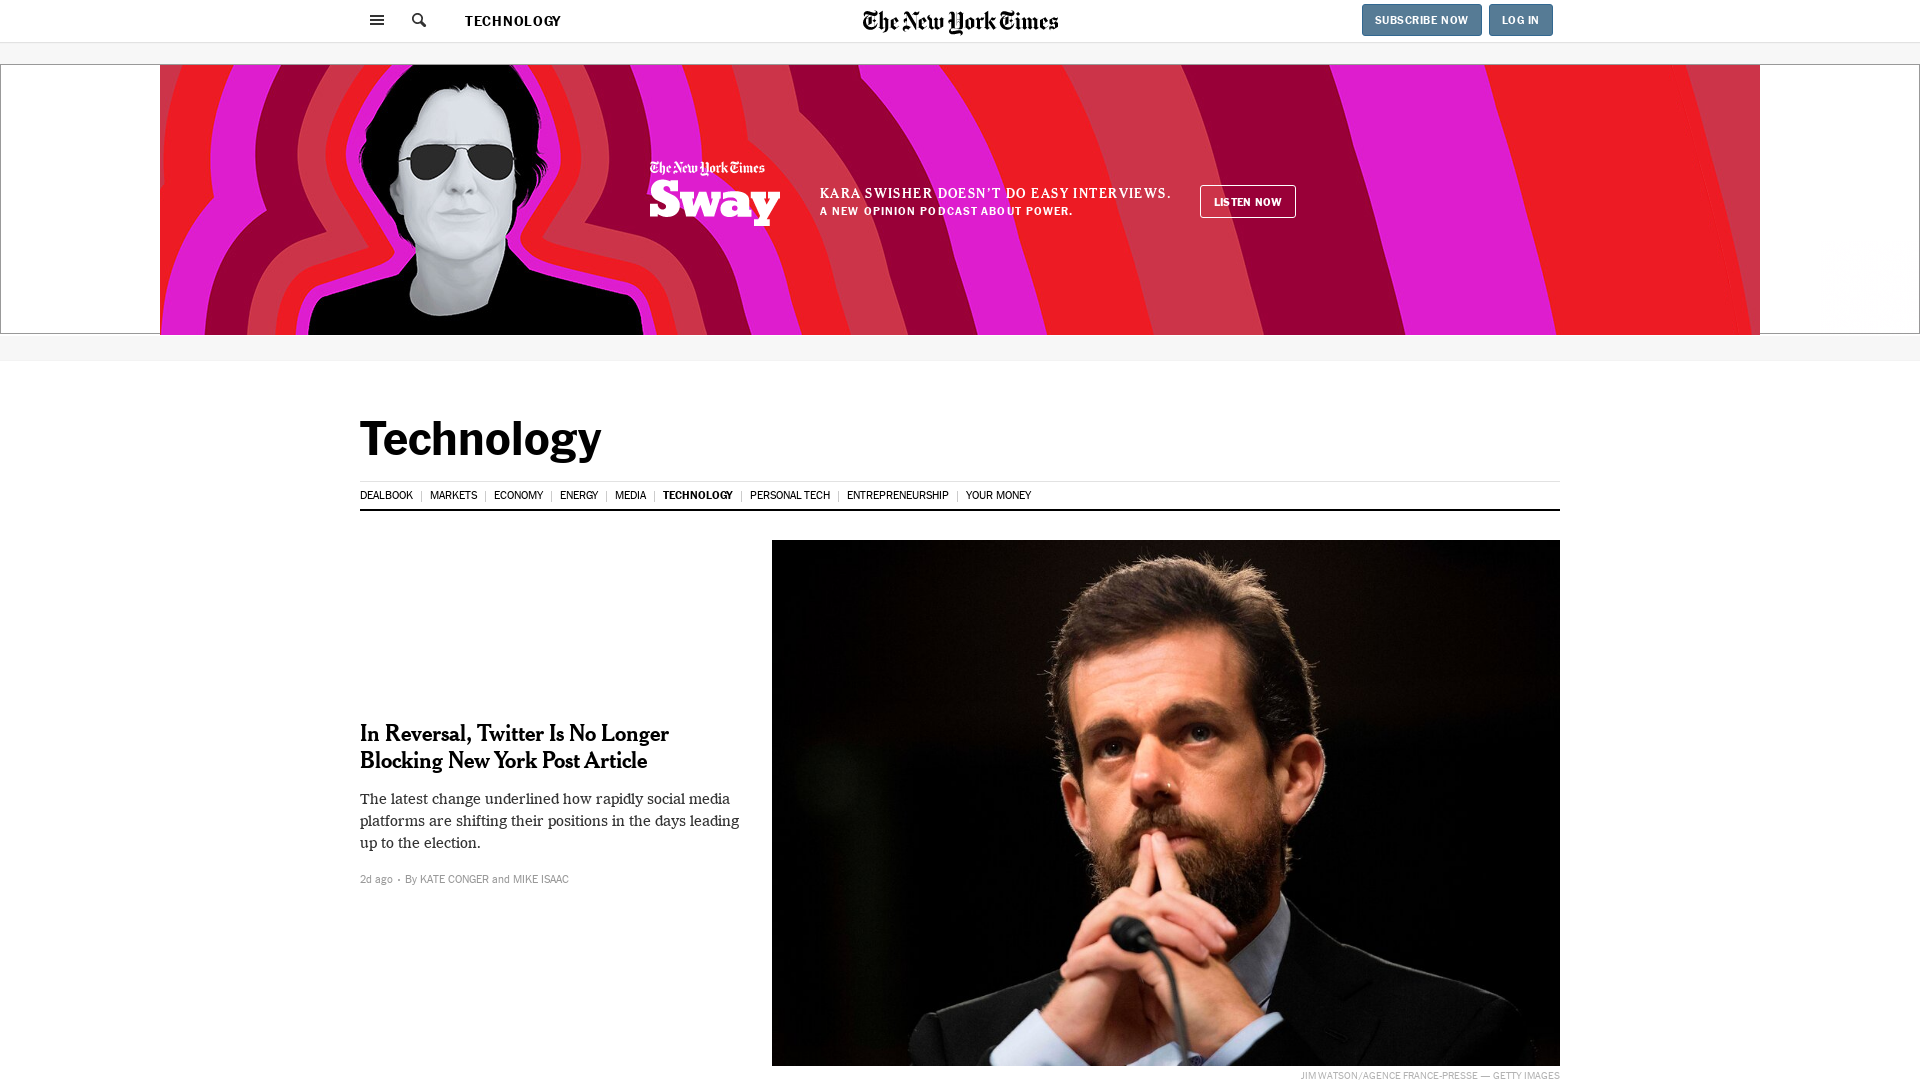 TECHNOLOGY
The New York Times
SUBSCRIBE NOW
LOG IN
The New York Times
Sway
KARA SWISHER DOESN'T DO EASY INTERVIEWS.
A NEW OPINION PODCAST ABOUT POWER.
LISTEN NOW
Technology
DEALBOOK | MARKETS | ECONOMY | ENERGY | MEDIA | TECHNOLOGY | PERSONAL TECH | ENTREPRENEURSHIP | YOUR MONEY
In Reversal, Twitter Is No Longer
Blocking New York Post Article
The latest change underlined how rapidly social media
platforms are shifting their positions in the days leading
up to the election.
2d ago • By KATE CONGER and MIKE ISAAC
JIM WATSON/AGENCE FRANCE-PRESSE — GETTY IMAGES